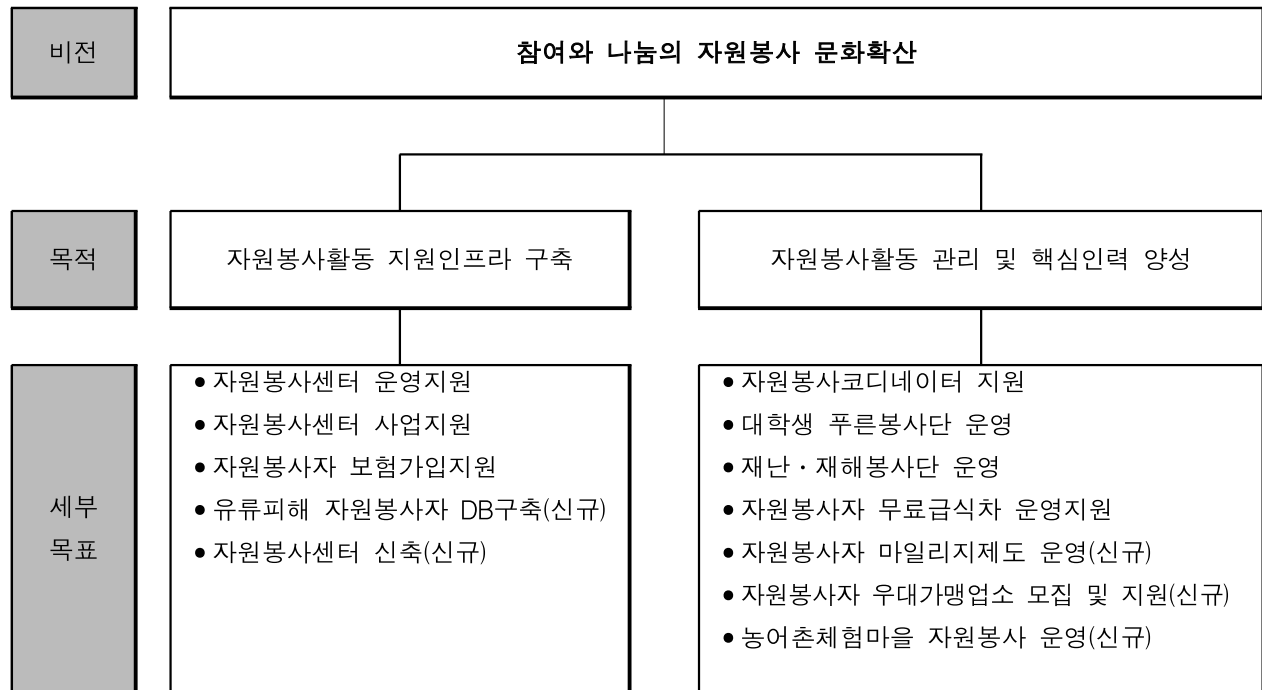 비전
참여와 나눔의 자원봉사 문화확산
목적
자원봉사활동 지원인프라 구축
자원봉사활동 관리 및 핵심인력 양성
세부
목표
• 자원봉사센터 운영지원
• 자원봉사센터 사업지원
• 자원봉사자 보험가입지원
• 유류피해 자원봉사자 DB구축(신규)
• 자원봉사센터 신축(신규)
• 자원봉사코디네이터 지원
• 대학생 푸른봉사단 운영
• 재난·재해봉사단 운영
• 자원봉사자 무료급식차 운영지원
• 자원봉사자 마일리지제도 운영(신규)
• 자원봉사자 우대가맹업소 모집 및 지원(신규)
• 농어촌체험마을 자원봉사 운영(신규)